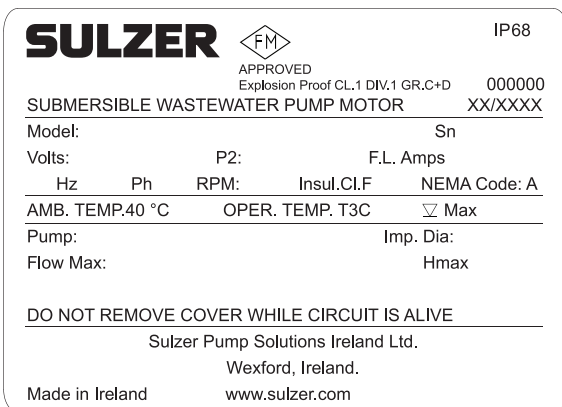 SULZER FM IP68
APPROVED
Explosion Proof CL.1 DIV.1 GR.C+D 000000
SUBMERSIBLE WASTEWATER PUMP MOTOR XX/XXXX
Model: Sn
Volts: P2: F.L. Amps
Hz Ph RPM: Insul.Cl.F NEMA Code: A
AMB. TEMP.40 °C OPER. TEMP. T3C ▽ Max
Pump: Imp. Dia:
Flow Max: Hmax
DO NOT REMOVE COVER WHILE CIRCUIT IS ALIVE
Sulzer Pump Solutions Ireland Ltd.
Wexford, Ireland.
Made in Ireland www.sulzer.com